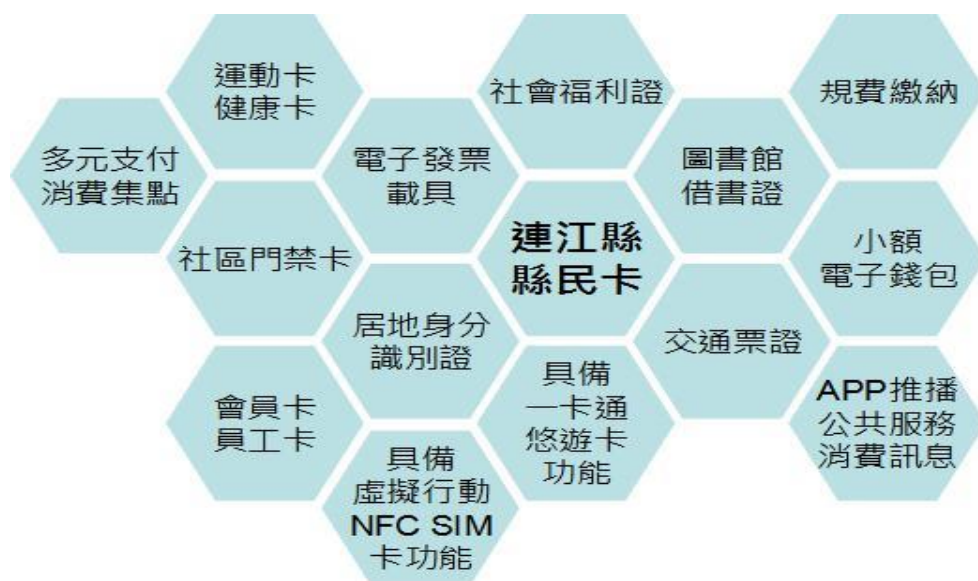 運動卡
健康卡
社會福利證
規費繳納
多元支付
消費集點
電子發票
載具
圖書館
借書證
社區門禁卡
連江縣
縣民卡
小額
電子錢包
居地身分
識別證
交通票證
會員卡
員工卡
具備
一卡通
悠遊卡
功能
APP推播
公共服務
消費訊息
具備
虛擬行動
NFC SIM
卡功能